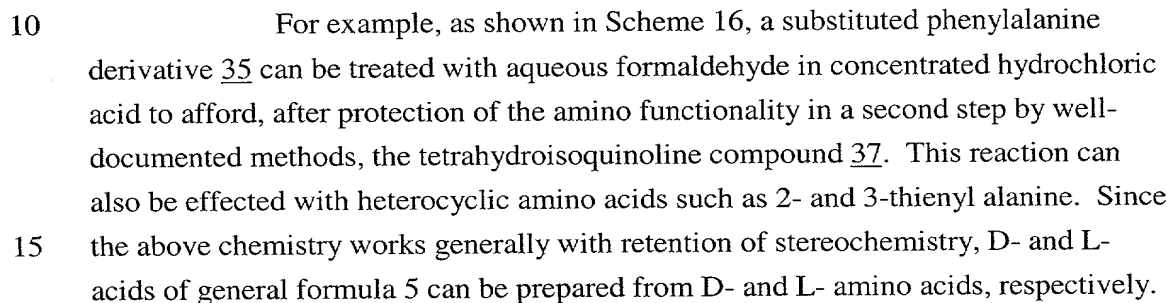 10 For example, as shown in Scheme 16, a substituted phenylalanine
derivative 35 can be treated with aqueous formaldehyde in concentrated hydrochloric
acid to afford, after protection of the amino functionality in a second step by well-
documented methods, the tetrahydroisoquinoline compound 37. This reaction can
also be effected with heterocyclic amino acids such as 2- and 3-thienyl alanine. Since
15 the above chemistry works generally with retention of stereochemistry, D- and L-
acids of general formula 5 can be prepared from D- and L- amino acids, respectively.